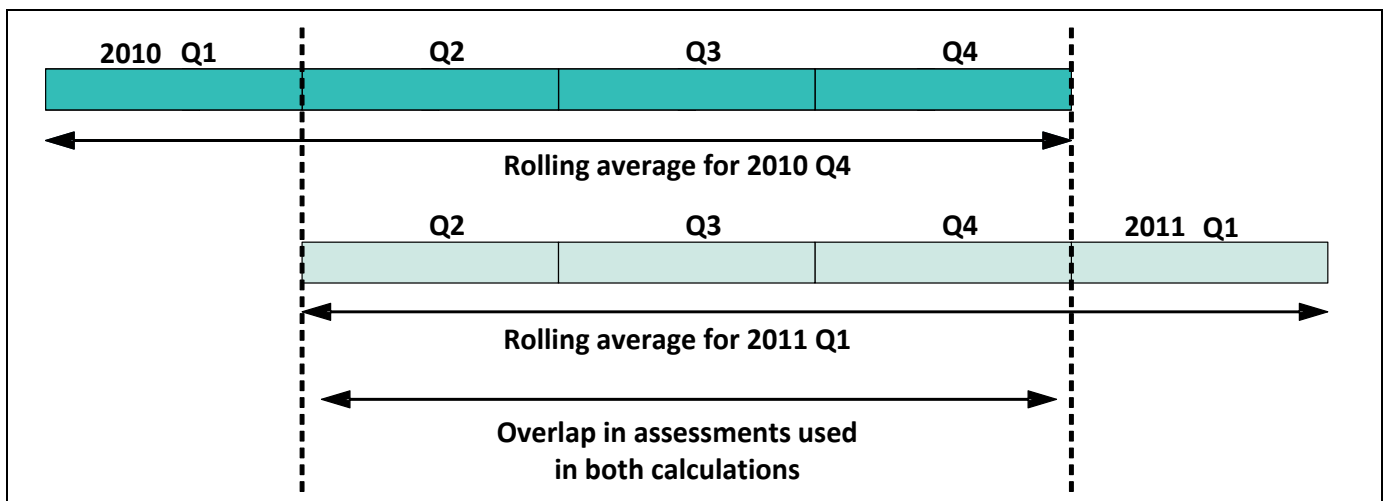 2010 Q1 Q2 Q3 Q4
Rolling average for 2010 Q4
Q2 Q3 Q4 2011 Q1
Rolling average for 2011 Q1
Overlap in assessments used
in both calculations